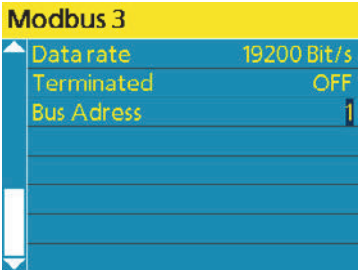 Modbus 3
Data rate 19200 Bit/s
Terminated OFF
Bus Adress 1